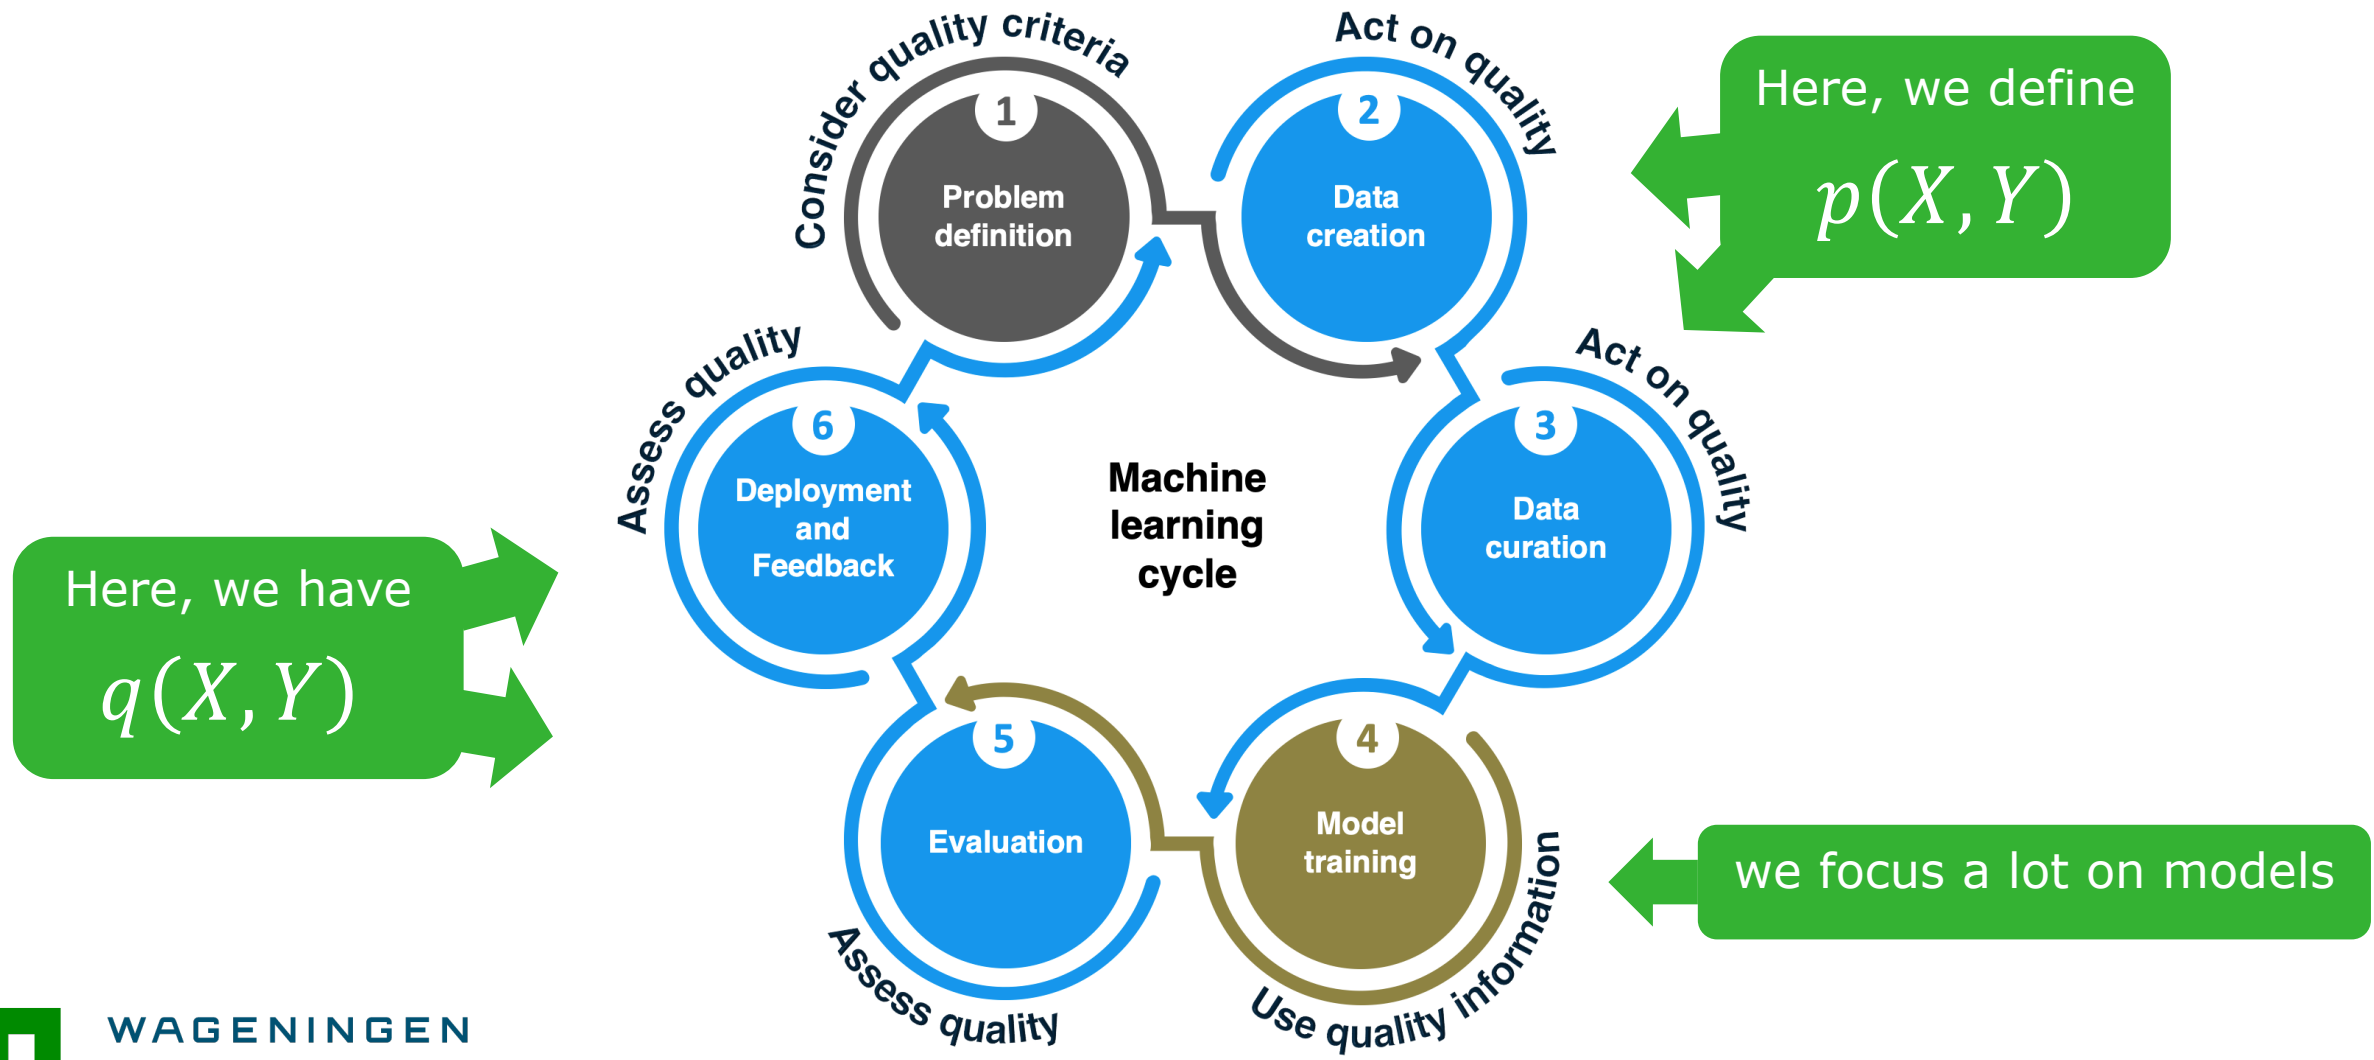 Consider quality criteria
1
Problem
definition
Act on quality
2
Data
creation
Here, we define
p(X, Y)
Act on quality
3
Data
curation
Assess quality
6
Deployment
and
Feedback
Machine
learning
cycle
Here, we have
q(X, Y)
5
Evaluation
Assess quality
4
Model
training
Use quality information
we focus a lot on models
WAGENINGEN